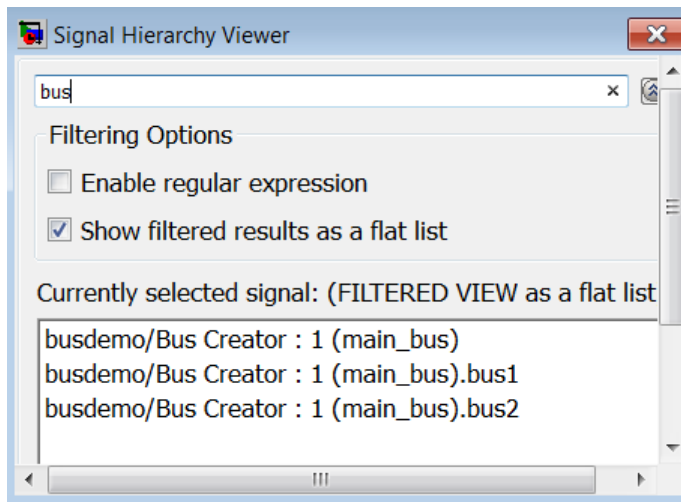 Signal Hierarchy Viewer
bus
Filtering Options
Enable regular expression
Show filtered results as a flat list
Currently selected signal: (FILTERED VIEW as a flat list
busdemo/Bus Creator : 1 (main_bus)
busdemo/Bus Creator : 1 (main_bus).bus1
busdemo/Bus Creator : 1 (main_bus).bus2